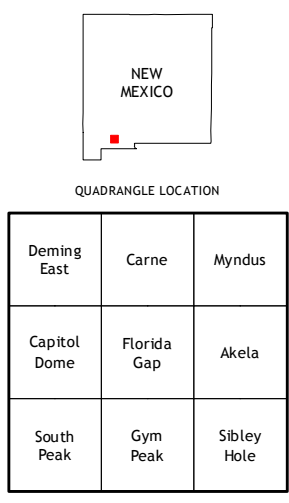 NEW
MEXICO
QUADRANGLE LOCATION
Deming
East
Carne
Myndus
Capitol
Dome
Florida
Gap
Akela
South
Peak
Gym
Peak
Sibley
Hole